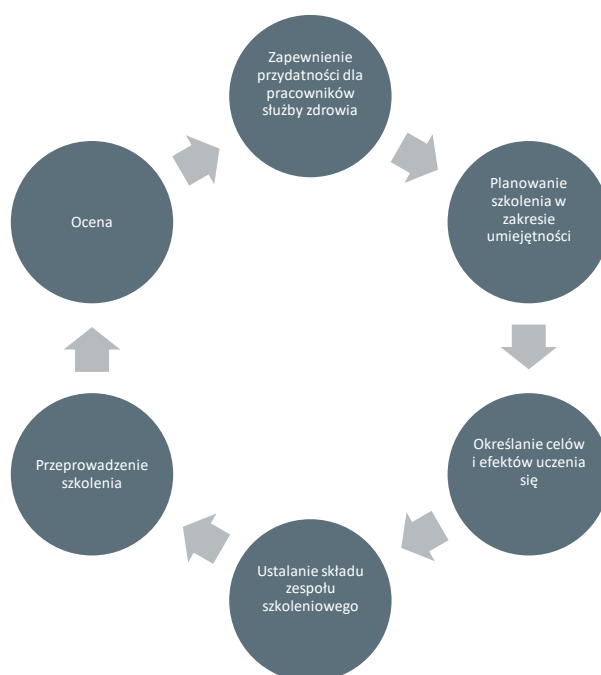 Zapewnienie
przydatności dla
pracowników
służby zdrowia
Planowanie
szkolenia w
zakresie
umiejętności
Określanie celów
i efektów uczenia
się
Ustalanie składu
zespołu
szkoleniowego
Przeprowadzenie
szkolenia
Ocena